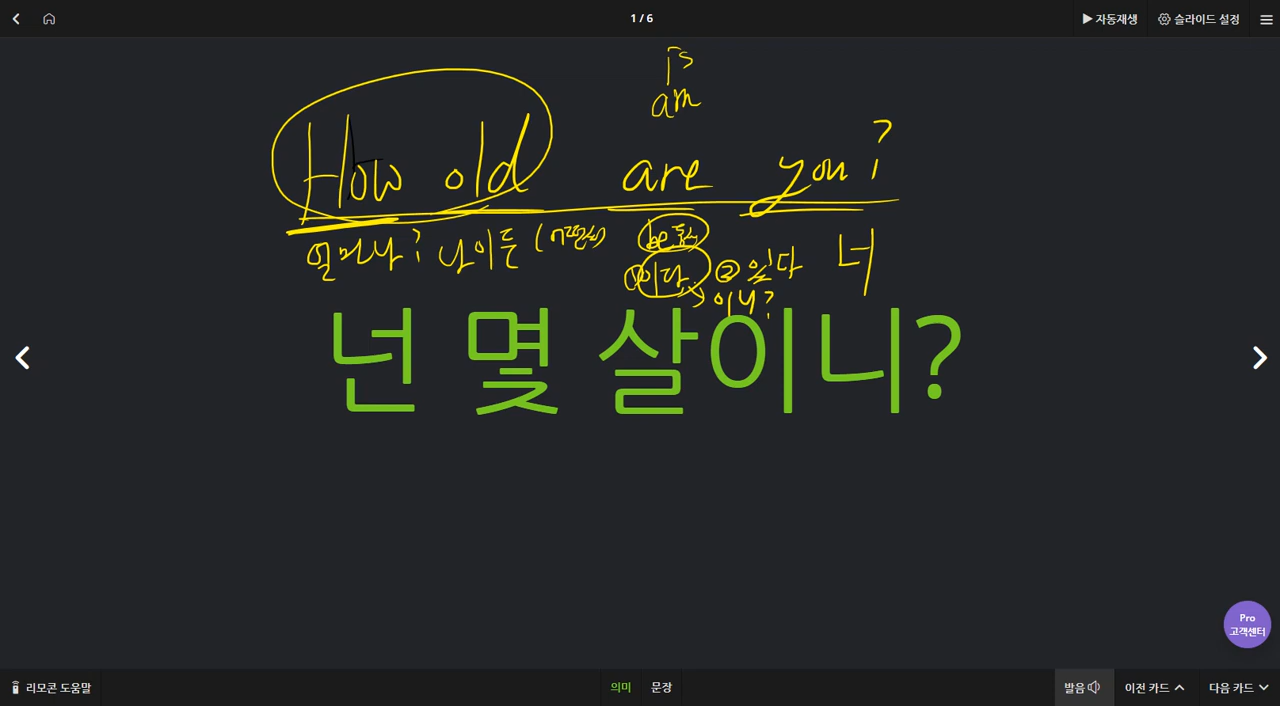 1 / 6
자동재생
슬라이드 설정
is
am
How old are you?
얼마나? 나이든 be동사 너
①이다 ②있다
이니?
넌 몇 살이니?
Pro
고객센터
리모콘 도움말
의미
문장
발음
이전 카드
다음 카드